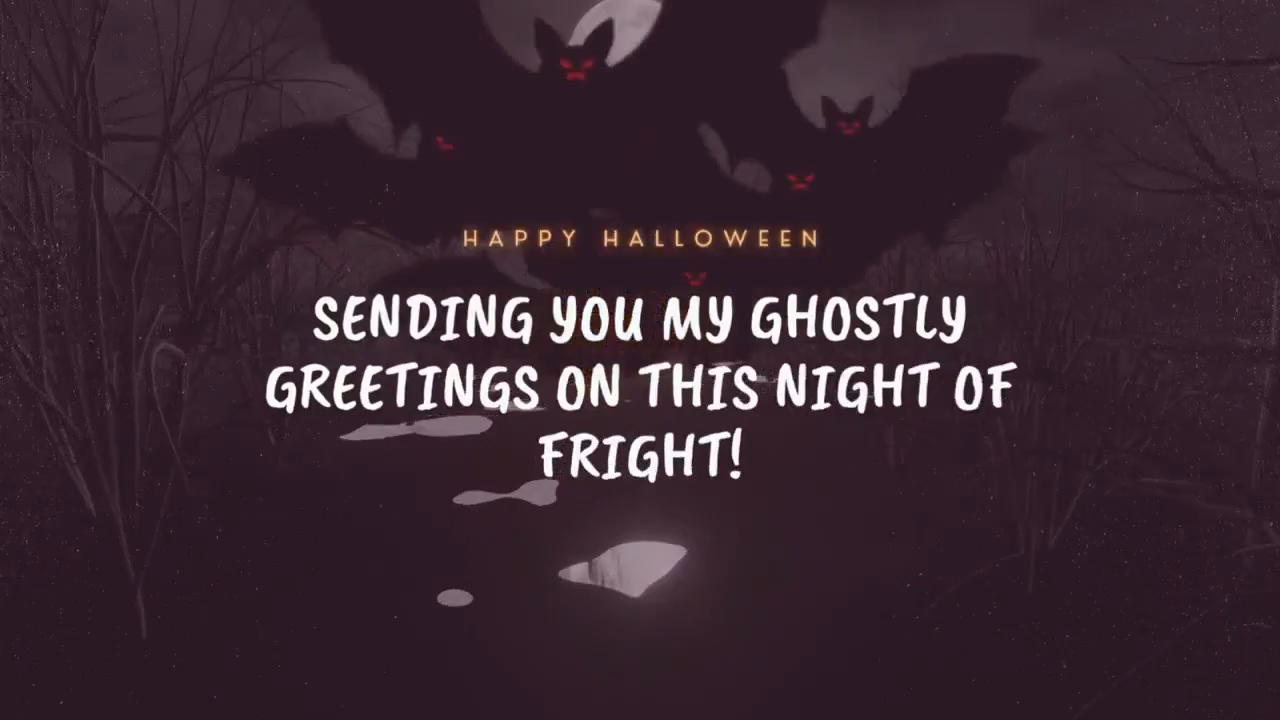 HAPPY HALLOWEEN
SENDING YOU MY GHOSTLY
GREETINGS ON THIS NIGHT OF
FRIGHT!